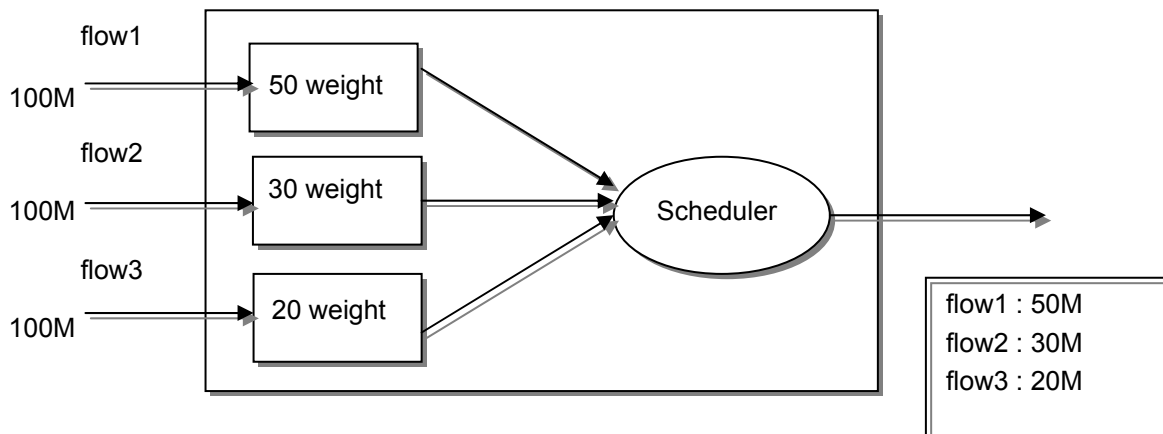 flow1
100M
50 weight
flow2
100M
30 weight
Scheduler
flow3
100M
20 weight
flow1 : 50M
flow2 : 30M
flow3 : 20M